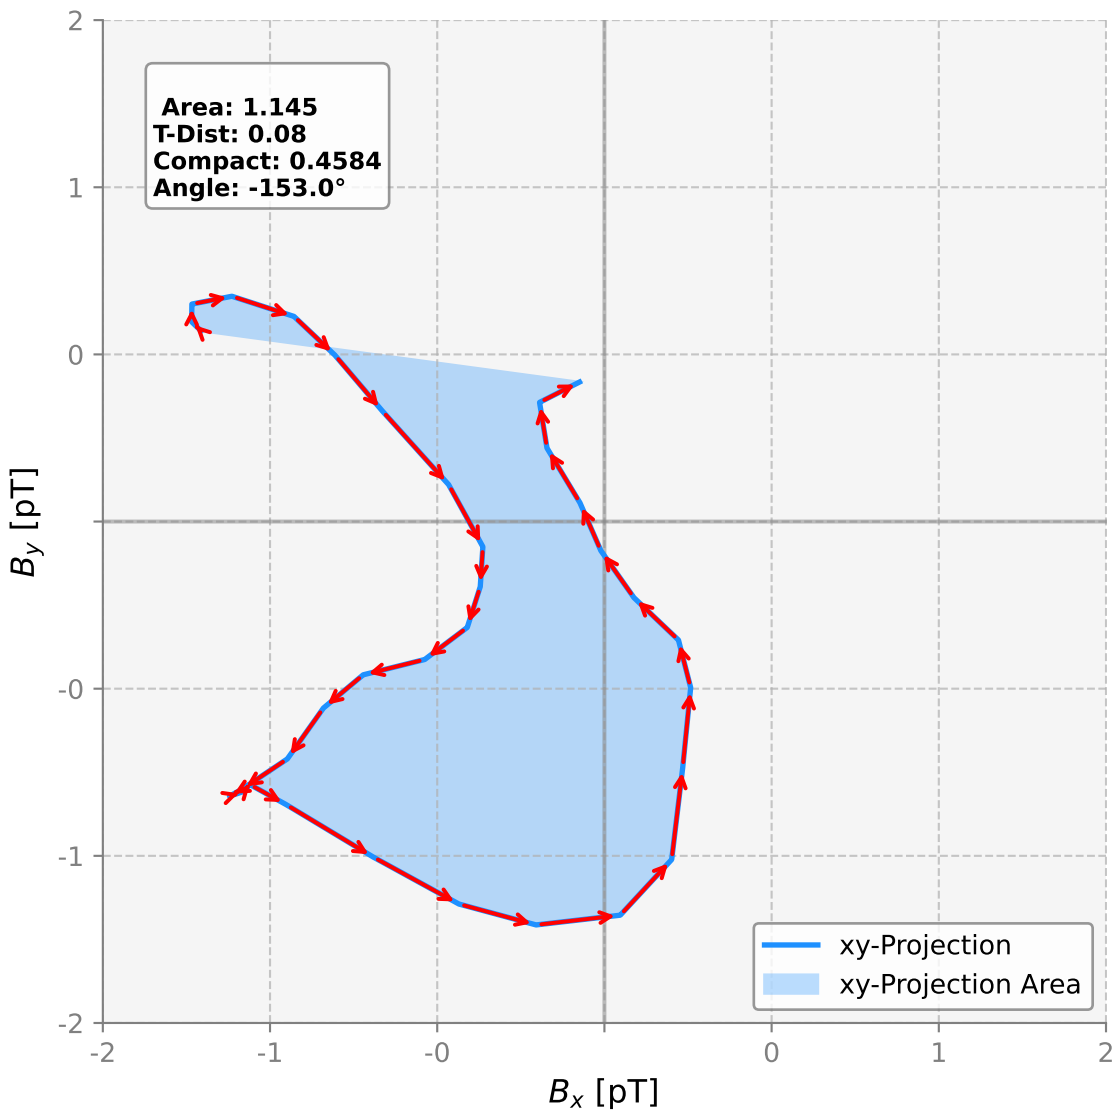 2
1
0
-0
-1
-2
B_y [pT]
Area: 1.145
T-Dist: 0.08
Compact: 0.4584
Angle: -153.0°
xy-Projection
xy-Projection Area
-2 -1 -0 0 1 2
B_x [pT]